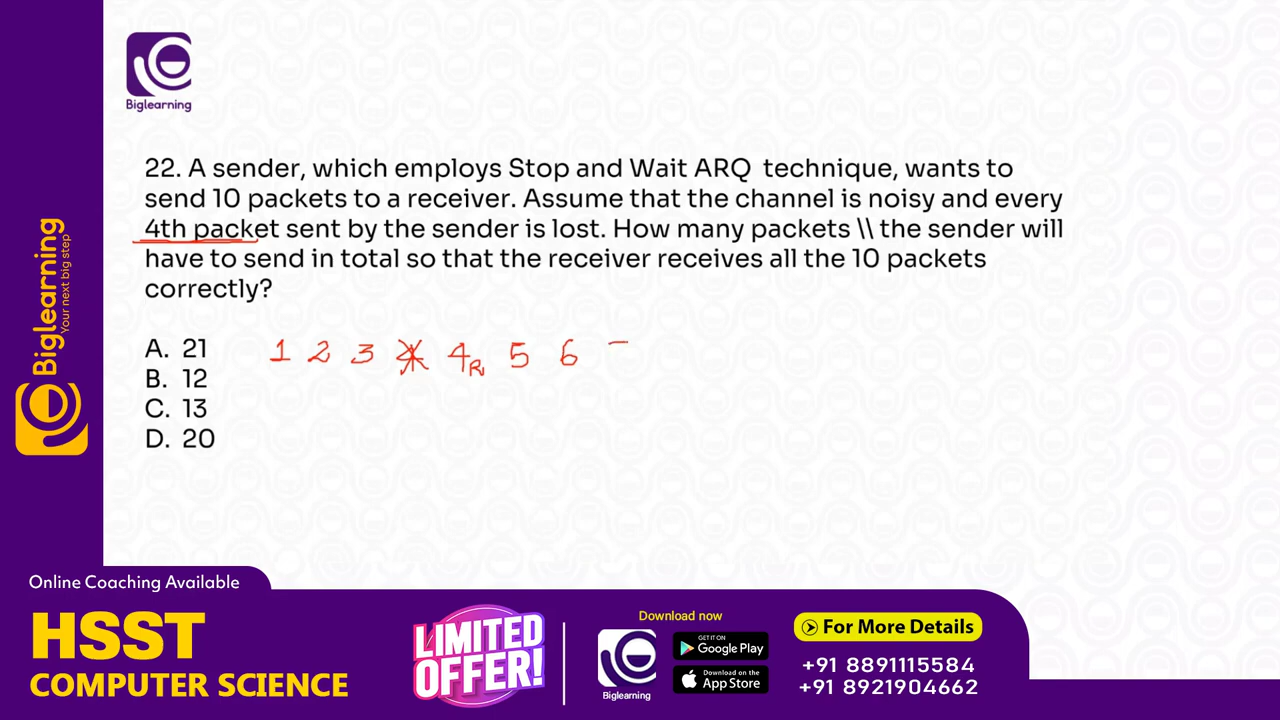 Biglearning
22. A sender, which employs Stop and Wait ARQ technique, wants to
send 10 packets to a receiver. Assume that the channel is noisy and every
4th packet sent by the sender is lost. How many packets \\ the sender will
have to send in total so that the receiver receives all the 10 packets
correctly?
A. 21
B. 12
C. 13
D. 20
1 2 3 4 4R 5 6
Biglearning
Your next big step
Online Coaching Available
HSST
COMPUTER SCIENCE
LIMITED
OFFER!
Download now
Biglearning
GET IT ON
Google Play
Download on the
App Store
For More Details
+91 8891115584
+91 8921904662